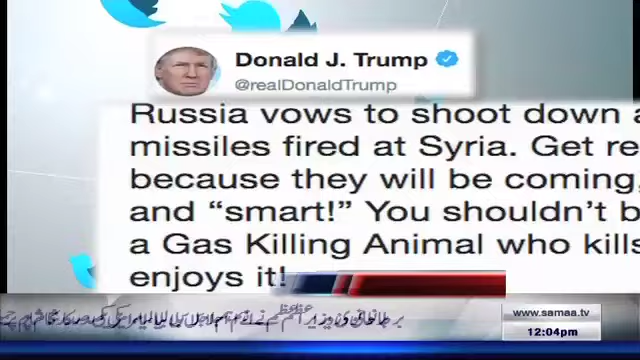 Donald J. Trump
@realDonaldTrump
Russia vows to shoot down a
missiles fired at Syria. Get re
because they will be coming,
and “smart!” You shouldn’t b
a Gas Killing Animal who kills
enjoys it!
www.samaa.tv
12:04pm